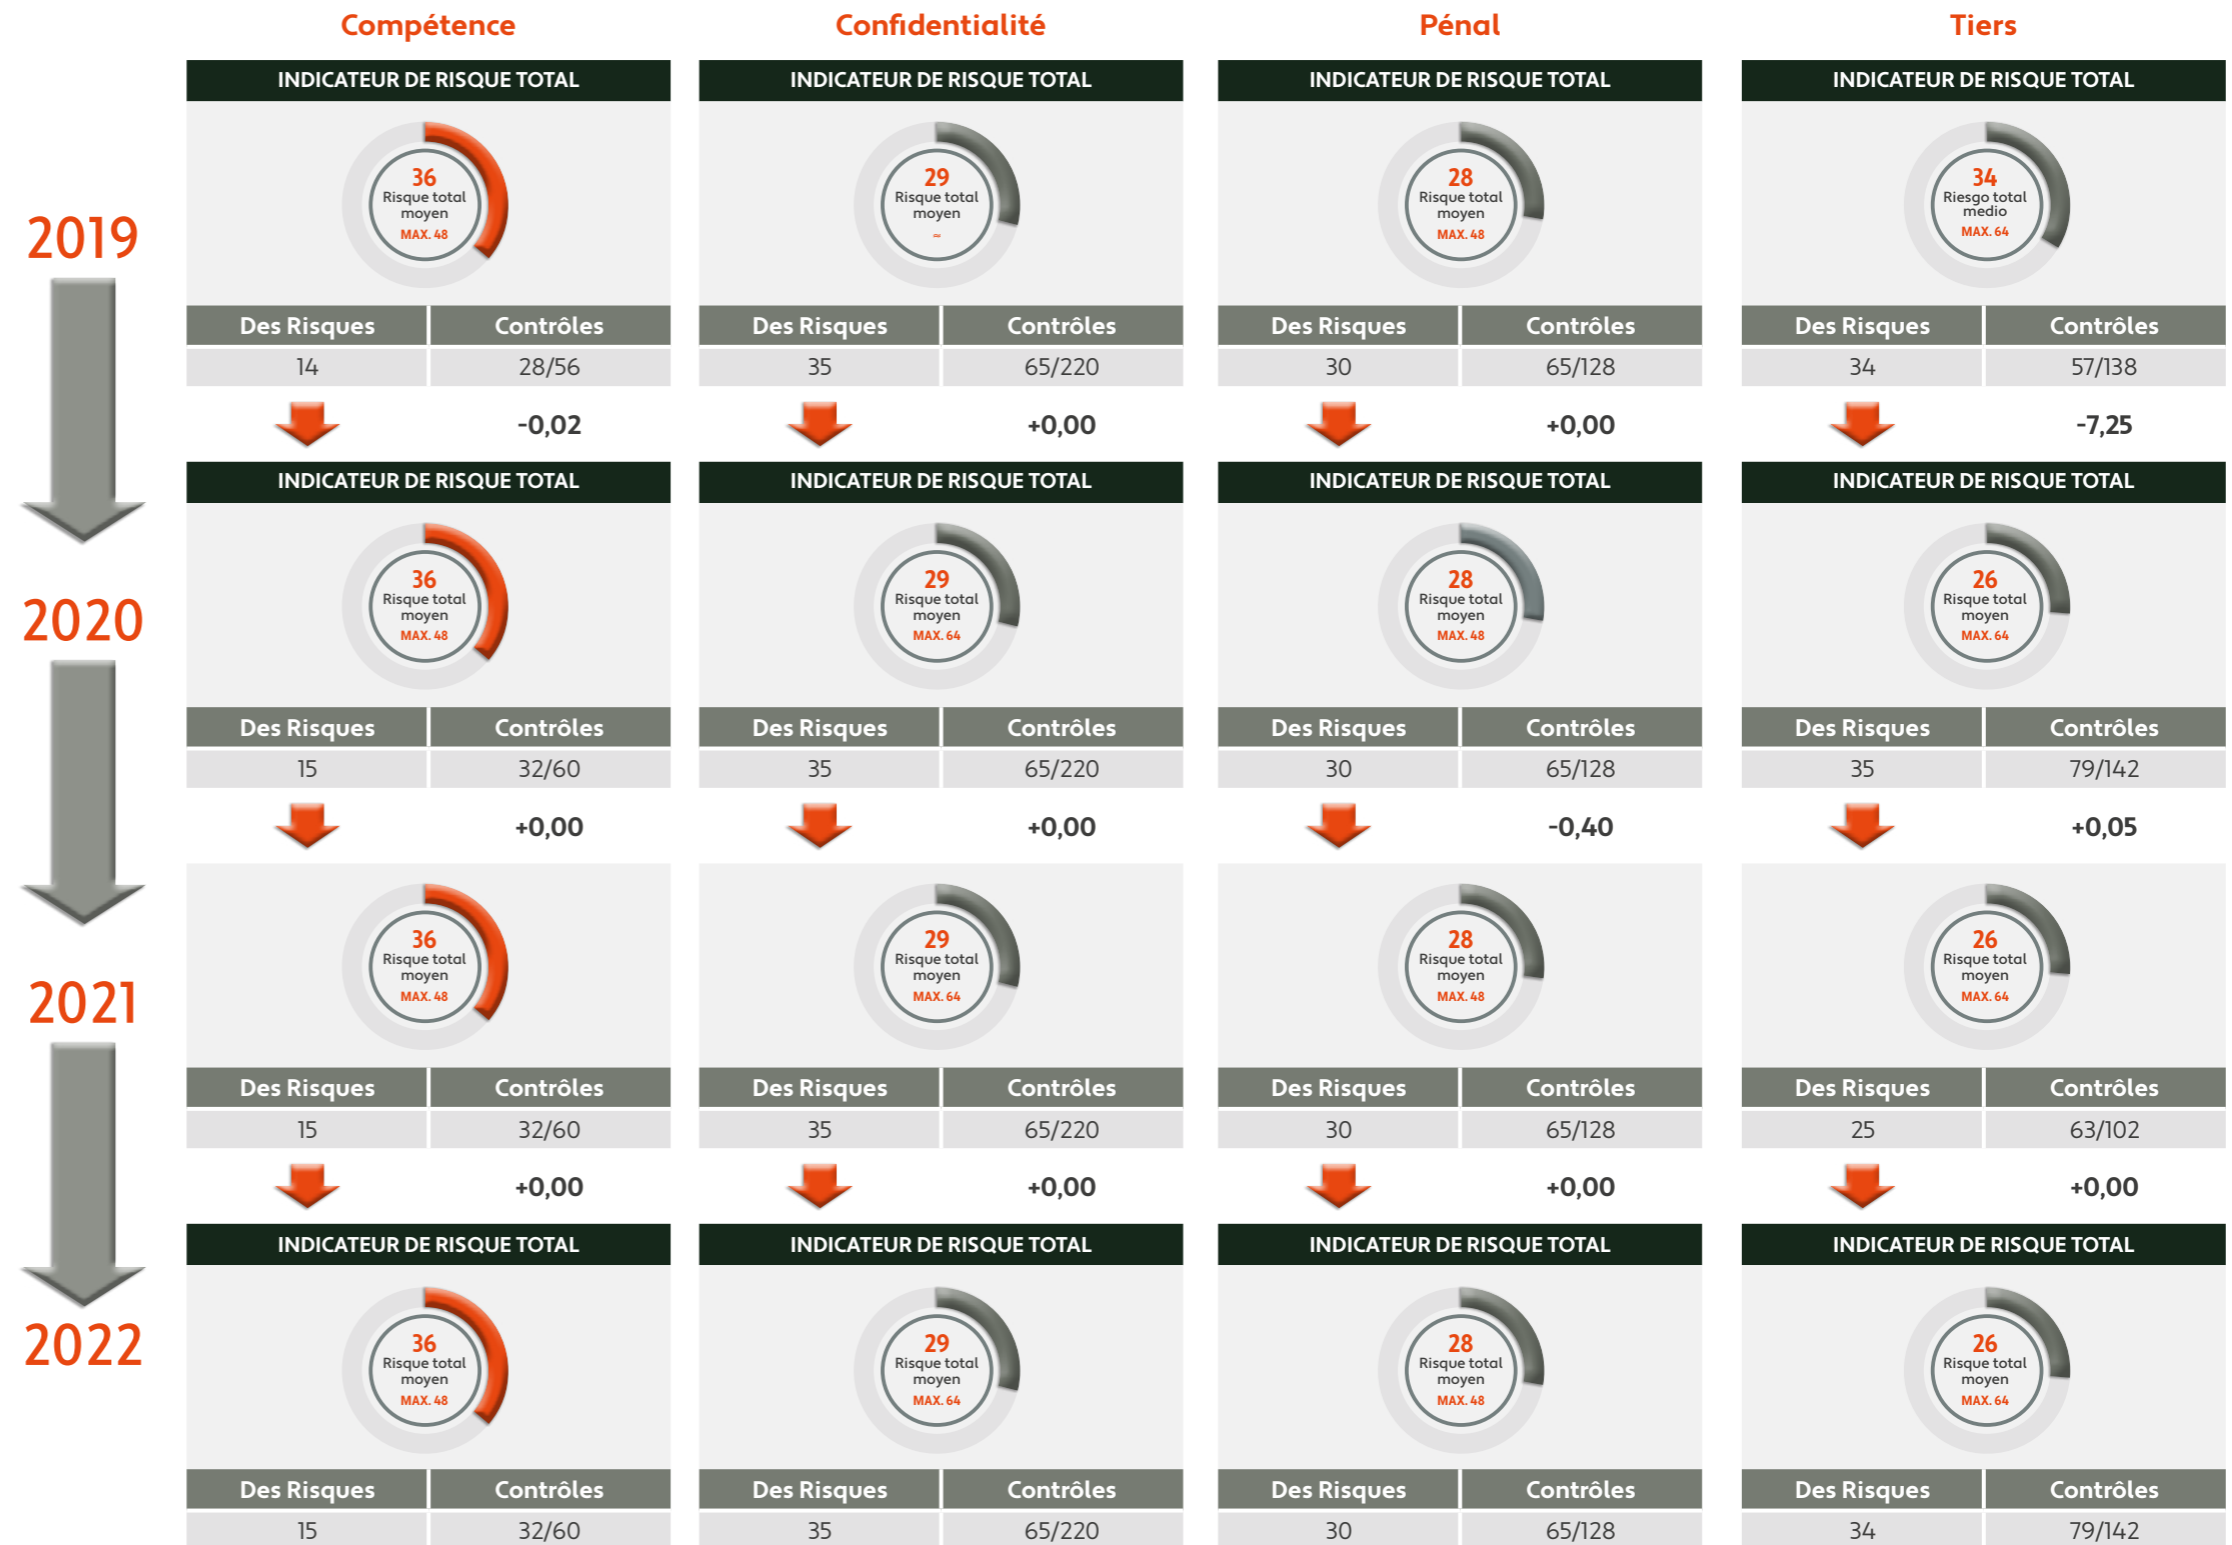 Compétence
Confidentialité
Pénal
Tiers
2019
INDICATEUR DE RISQUE TOTAL
36
Risque total
moyen
MAX. 48
Des Risques
Contrôles
14
28/56
-0,02
INDICATEUR DE RISQUE TOTAL
29
Risque total
moyen
≈
Des Risques
Contrôles
35
65/220
+0,00
INDICATEUR DE RISQUE TOTAL
28
Risque total
moyen
MAX. 48
Des Risques
Contrôles
30
65/128
+0,00
INDICATEUR DE RISQUE TOTAL
34
Riesgo total
medio
MAX. 64
Des Risques
Contrôles
34
57/138
-7,25
2020
INDICATEUR DE RISQUE TOTAL
36
Risque total
moyen
MAX. 48
Des Risques
Contrôles
15
32/60
+0,00
INDICATEUR DE RISQUE TOTAL
29
Risque total
moyen
MAX. 64
Des Risques
Contrôles
35
65/220
+0,00
INDICATEUR DE RISQUE TOTAL
28
Risque total
moyen
MAX. 48
Des Risques
Contrôles
30
65/128
-0,40
INDICATEUR DE RISQUE TOTAL
26
Risque total
moyen
MAX. 64
Des Risques
Contrôles
35
79/142
+0,05
2021
36
Risque total
moyen
MAX. 48
Des Risques
Contrôles
15
32/60
+0,00
29
Risque total
moyen
MAX. 64
Des Risques
Contrôles
35
65/220
+0,00
28
Risque total
moyen
MAX. 48
Des Risques
Contrôles
30
65/128
+0,00
26
Risque total
moyen
MAX. 64
Des Risques
Contrôles
25
63/102
+0,00
2022
INDICATEUR DE RISQUE TOTAL
36
Risque total
moyen
MAX. 48
Des Risques
Contrôles
15
32/60
INDICATEUR DE RISQUE TOTAL
29
Risque total
moyen
MAX. 64
Des Risques
Contrôles
35
65/220
INDICATEUR DE RISQUE TOTAL
28
Risque total
moyen
MAX. 48
Des Risques
Contrôles
30
65/128
INDICATEUR DE RISQUE TOTAL
26
Risque total
moyen
MAX. 64
Des Risques
Contrôles
34
79/142